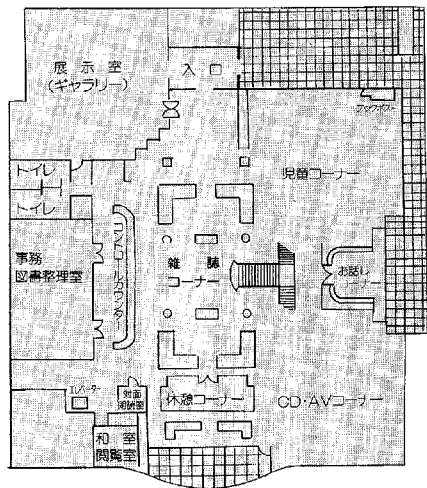 展示室
(ギャラリー)
入口
ブックポスト
トイレ
トイレ
児童コーナー
コントロールカウンター
事務
図書整理室
雑誌
コーナー
お話し
コーナー
エレベーター
対面
朗読室
休憩コーナー
CD・AVコーナー
和室
閲覧室